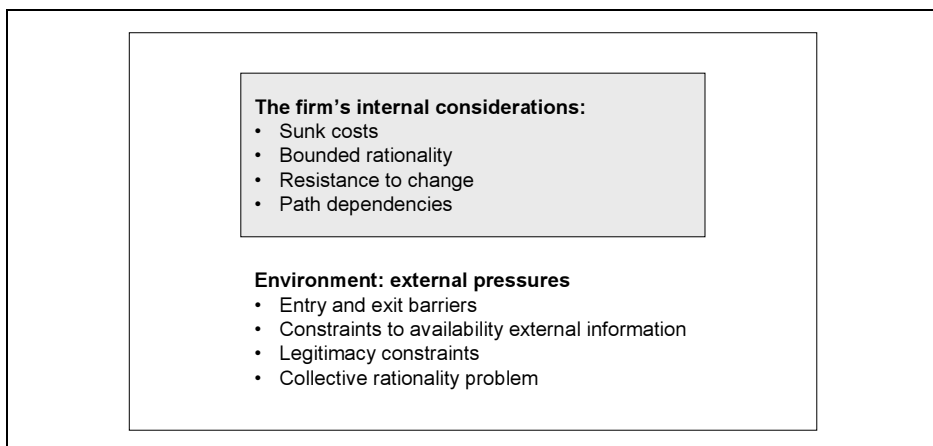 The firm's internal considerations:
• Sunk costs
• Bounded rationality
• Resistance to change
• Path dependencies
Environment: external pressures
• Entry and exit barriers
• Constraints to availability external information
• Legitimacy constraints
• Collective rationality problem